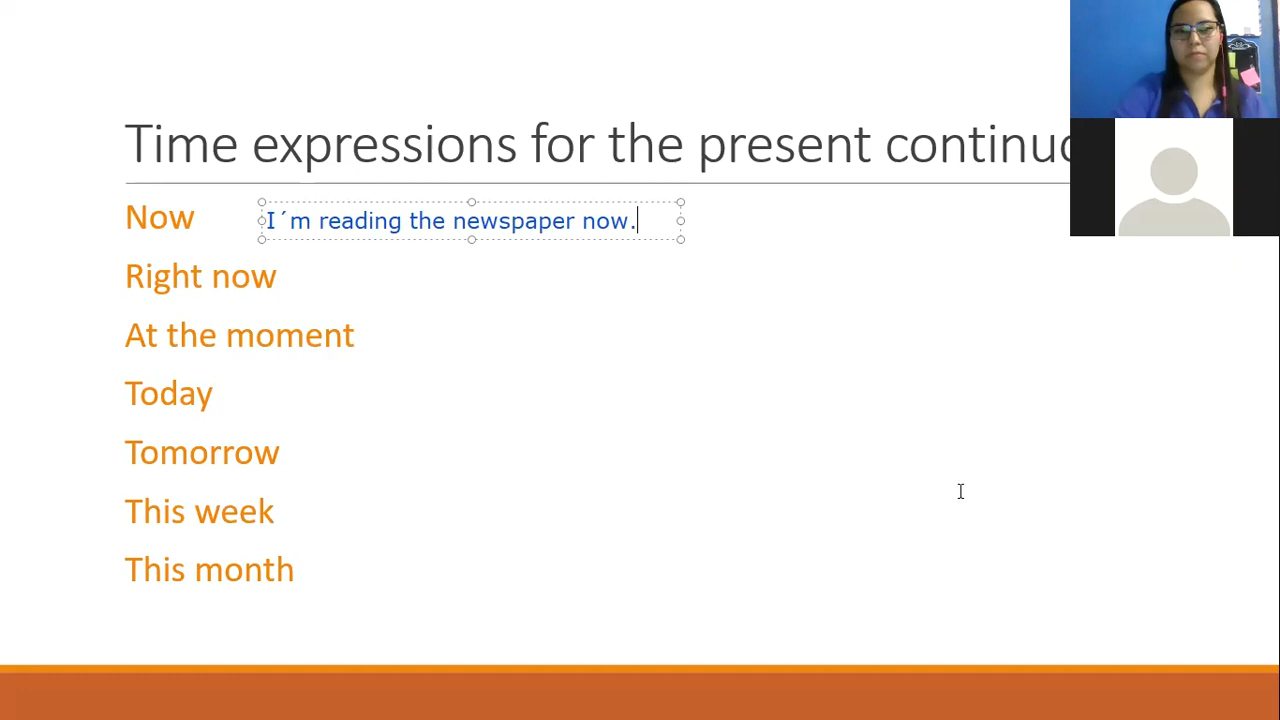 Time expressions for the present continuo
Now
I´m reading the newspaper now.
Right now
At the moment
Today
Tomorrow
This week
This month